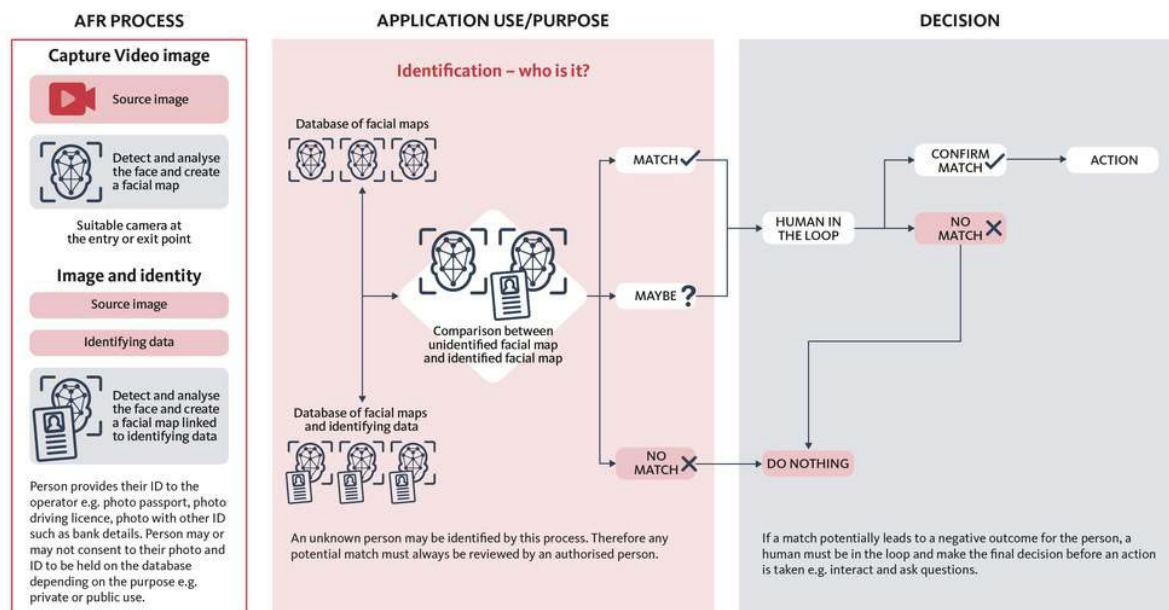 AFR PROCESS
APPLICATION USE/PURPOSE
DECISION
Capture Video image
Source image
Detect and analyse
the face and create
a facial map
Suitable camera at
the entry or exit point
Image and identity
Source image
Identifying data
Detect and analyse
the face and create
a facial map linked
to identifying data
Person provides their ID to the
operator e.g. photo passport, photo
driving licence, photo with other ID
such as bank details. Person may or
may not consent to their photo and
ID to be held on the database
depending on the purpose e.g.
private or public use.
Identification – who is it?
Database of facial maps
Comparison between
unidentified facial map
and identified facial map
Database of facial maps
and identifying data
MATCH
MAYBE ?
NO
MATCH
An unknown person may be identified by this process. Therefore any
potential match must always be reviewed by an authorised person.
HUMAN IN
THE LOOP
CONFIRM
MATCH
ACTION
NO
MATCH
DO NOTHING
If a match potentially leads to a negative outcome for the person, a
human must be in the loop and make the final decision before an action
is taken e.g. interact and ask questions.